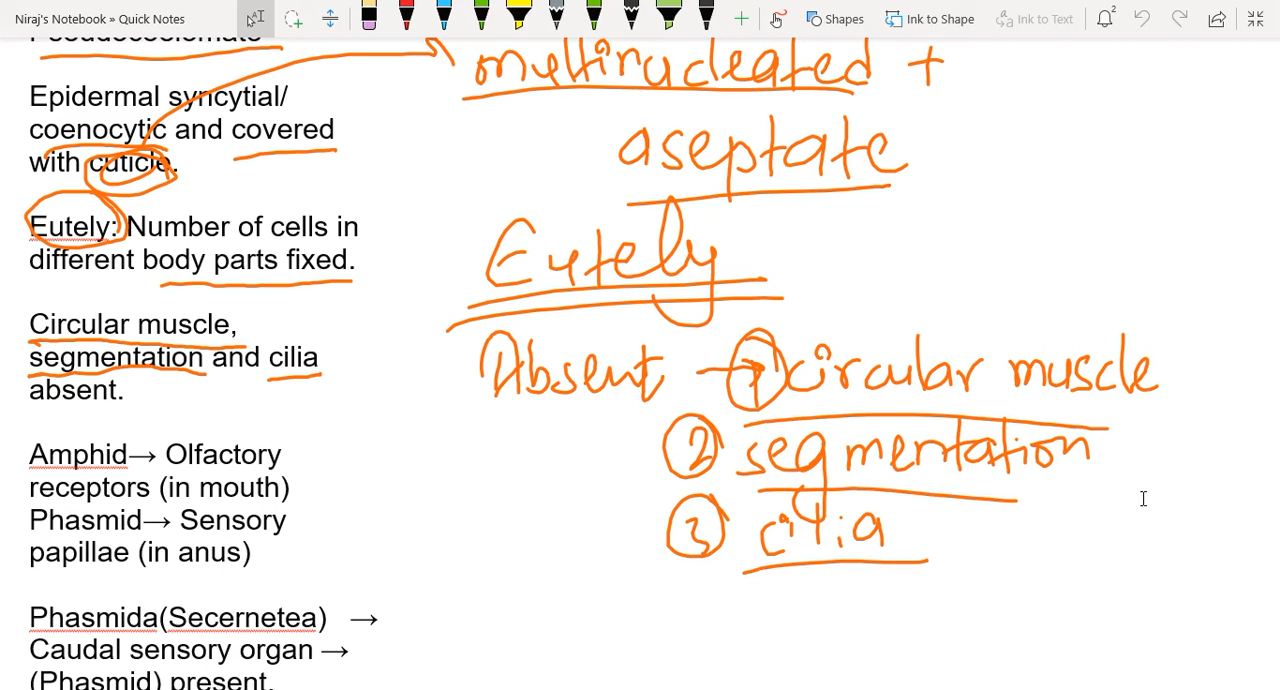 Niraj's Notebook » Quick Notes
Shapes
Ink to Shape
Ink to Text
2
Pseudocoelomate
Epidermal syncytial/
coenocytic and covered
with cuticle.
Eutely: Number of cells in
different body parts fixed.
Circular muscle,
segmentation and cilia
absent.
Amphid→ Olfactory
receptors (in mouth)
Phasmid→ Sensory
papillae (in anus)
Phasmida(Secernetea) →
Caudal sensory organ →
(Phasmid) present.
multinucleated +
aseptate
Eutely
Absent → 1 circular muscle
2 segmentation
3 cilia